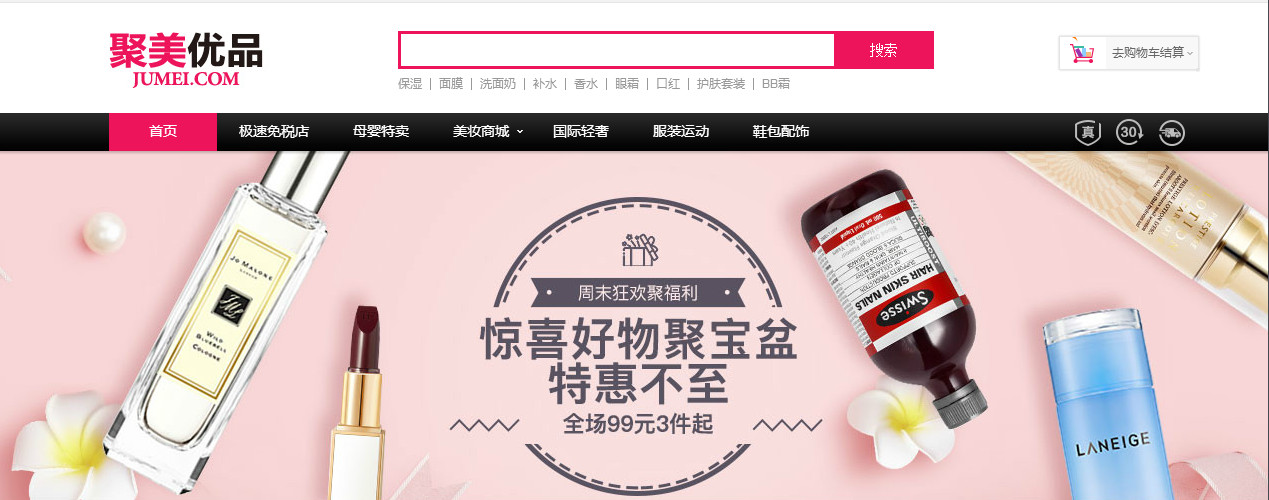 聚美优品
JUMEI.COM
搜索
去购物车结算
保湿 | 面膜 | 洗面奶 | 补水 | 香水 | 眼霜 | 口红 | 护肤套装 | BB霜
首页 极速免税店 母婴特卖 美妆商城 国际轻奢 服装运动 鞋包配饰 真 30
周末狂欢聚福利
惊喜好物聚宝盆
特惠不至
全场99元3件起
JO MALONE
LONDON
WILD
BLUEBELL
COLOGNE
Swisse
HAIR SKIN NAILS
LANEIGE